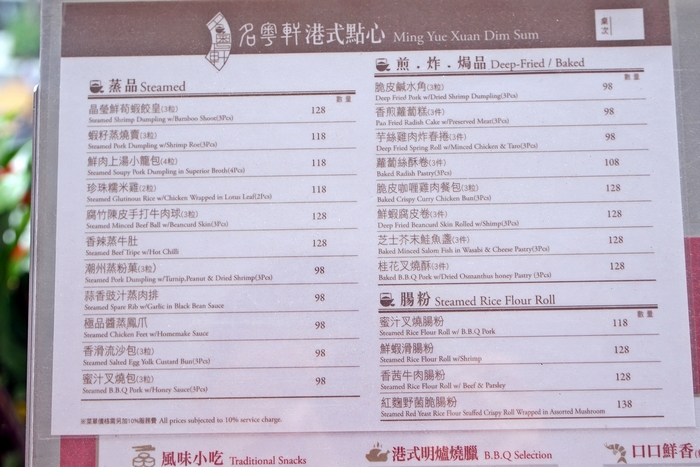 名粵軒 港式點心 Ming Yue Xuan Dim Sum
桌次
蒸品 Steamed
數量
晶瑩鮮荀蝦餃皇(3粒) 128
Steamed Shrimp Dumpling w/Bamboo Shoot(3Pcs)
蝦籽蒸燒賣(3粒) 118
Steamed Pork Dumpling w/Shrimp Roe(3Pcs)
鮮肉上湯小籠包(4粒) 118
Steamed Soupy Pork Dumpling in Superior Broth(4Pcs)
珍珠糯米雞(2粒) 118
Steamed Glutinous Rice w/Chicken Wrapped in Lotus Leaf(2Pcs)
腐竹陳皮手打牛肉球(3粒) 128
Steamed Minced Beef Ball w/Beancurd Skin(3Pcs)
香辣蒸牛肚 128
Steamed Beef Tripe w/Hot Chilli
潮州蒸粉菓(3粒) 98
Steamed Pork Dumpling w/Turnip,Peanut & Dried Shrimp(3Pcs)
蒜香豉汁蒸肉排 98
Steamed Spare Rib w/Garlic in Black Bean Sauce
極品醬蒸鳳爪 98
Steamed Chicken Feet w/Homemake Sauce
香滑流沙包(3粒) 98
Steamed Salted Egg Yolk Custard Bun(3Pcs)
蜜汁叉燒包(3粒) 98
Steamed B.B.Q Pork w/Honey Sauce(3Pcs)
※菜單價格需另加10%服務費 All prices subjected to 10% service charge.
煎．炸．焗品 Deep-Fried / Baked
數量
脆皮鹹水角(3粒) 98
Deep Fried Pork w/Dried Shrimp Dumpling(3Pcs)
香煎蘿蔔糕(3件) 98
Pan Fried Radish Cake w/Preserved Meat(3Pcs)
芋絲雞肉炸春捲(3件) 98
Deep Fried Spring Roll w/Minced Chicken & Taro(3Pcs)
蘿蔔絲酥卷(3件) 108
Baked Radish Pastry(3Pcs)
脆皮咖喱雞肉餐包(3粒) 128
Baked Crispy Curry Chicken Bun(3Pcs)
鮮蝦腐皮卷(3件) 128
Deep Fried Beancurd Skin Rolled w/Shimp(3Pcs)
芝士芥末鮭魚盞(3件) 128
Baked Minced Salom Fish in Wasabi & Cheese Pastry(3Pcs)
桂花叉燒酥(3件) 128
Baked B.B.Q Pork w/Dried Osmanthus honey Pastry (3Pcs)
腸粉 Steamed Rice Flour Roll
數量
蜜汁叉燒腸粉 118
Steamed Rice Flour Roll w/ B.B.Q Pork
鮮蝦滑腸粉 128
Steamed Rice Flour Roll w/Shrimp
香茜牛肉腸粉 128
Steamed Rice Flour Roll w/ Beef & Parsley
紅麴野菌脆腸粉 138
Steamed Red Yeast Rice Flour Stuffed Crispy Roll Wrapped in Assorted Mushroom
風味小吃 Traditional Snacks
港式明爐燒臘 B.B.Q Selection
口口鮮香